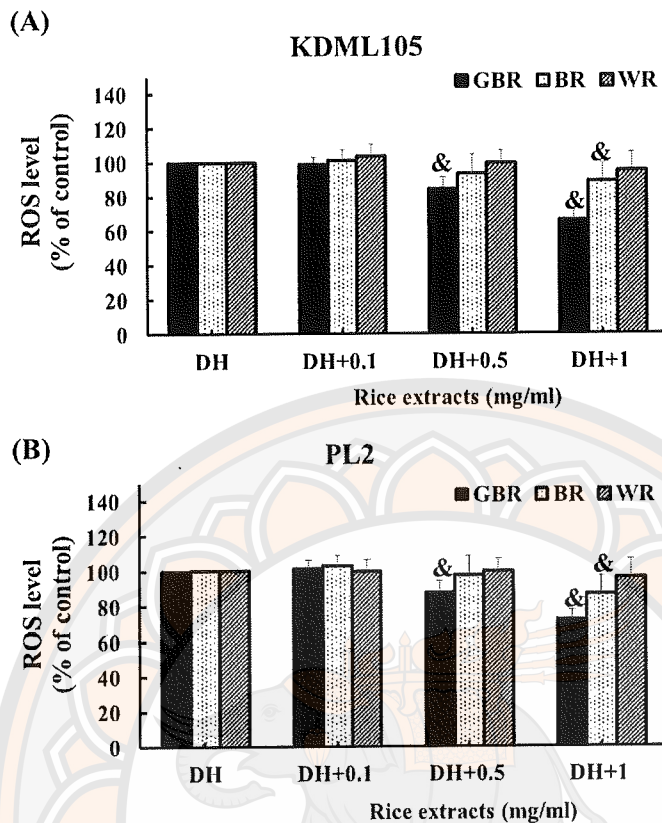 (A)
KDML105
GBR BR WR
ROS level
(% of control)
140
120
100
80
60
40
20
0
& & &
DH DH+0.1 DH+0.5 DH+1
Rice extracts (mg/ml)
(B)
PL2
GBR BR WR
ROS level
(% of control)
140
120
100
80
60
40
20
0
& & &
DH DH+0.1 DH+0.5 DH+1
Rice extracts (mg/ml)